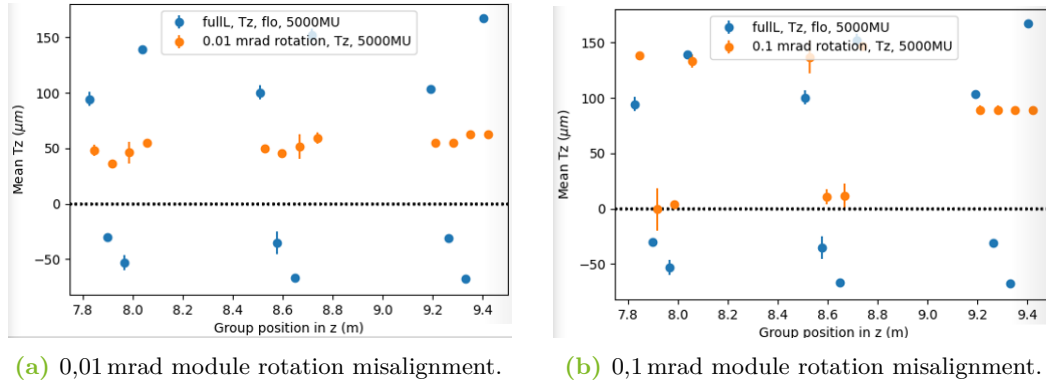 fullL, Tz, flo, 5000MU
0.01 mrad rotation, Tz, 5000MU
150
100
50
0
−50
Mean Tz (μm)
7.8 8.0 8.2 8.4 8.6 8.8 9.0 9.2 9.4
Group position in z (m)
(a) 0,01 mrad module rotation misalignment.
fullL, Tz, flo, 5000MU
0.1 mrad rotation, Tz, 5000MU
150
100
50
0
−50
Mean Tz (μm)
7.8 8.0 8.2 8.4 8.6 8.8 9.0 9.2 9.4
Group position in z (m)
(b) 0,1 mrad module rotation misalignment.